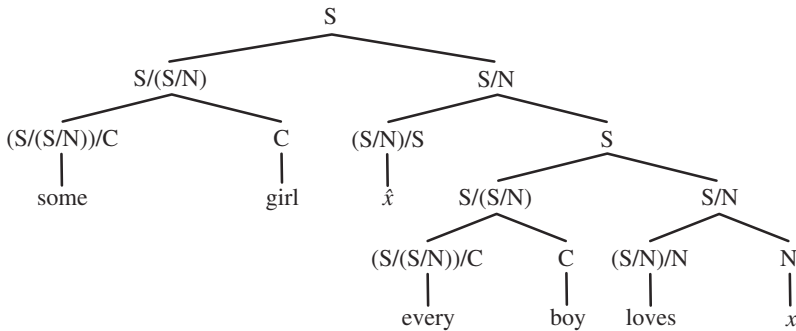 S
S/(S/N) S/N
(S/(S/N))/C C (S/N)/S S
some girl x̂ S/(S/N) S/N
(S/(S/N))/C C (S/N)/N N
every boy loves x